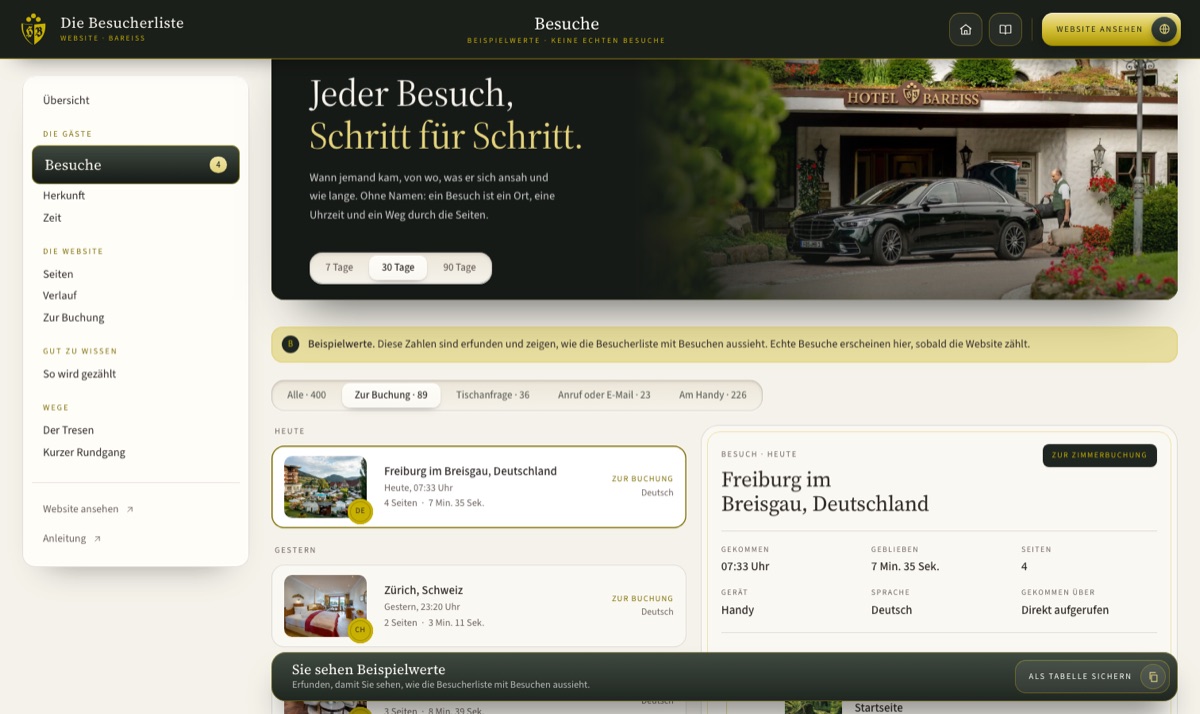 Die Besucherliste
WEBSITE · BAREISS
Besuche
BEISPIELWERTE · KEINE ECHTEN BESUCHE
WEBSITE ANSEHEN
Übersicht
DIE GÄSTE
Besuche
4
Herkunft
Zeit
DIE WEBSITE
Seiten
Verlauf
Zur Buchung
GUT ZU WISSEN
So wird gezählt
WEGE
Der Tresen
Kurzer Rundgang
Website ansehen
Anleitung
HOTEL BAREISS
Jeder Besuch,
Schritt für Schritt.
Wann jemand kam, von wo, was er sich ansah und
wie lange. Ohne Namen: ein Besuch ist ein Ort, eine
Uhrzeit und ein Weg durch die Seiten.
7 Tage 30 Tage 90 Tage
B Beispielwerte. Diese Zahlen sind erfunden und zeigen, wie die Besucherliste mit Besuchen aussieht. Echte Besuche erscheinen hier, sobald die Website zählt.
Alle · 400 Zur Buchung · 89 Tischanfrage · 36 Anruf oder E-Mail · 23 Am Handy · 226
HEUTE
Freiburg im Breisgau, Deutschland
Heute, 07:33 Uhr
4 Seiten · 7 Min. 35 Sek.
DE
ZUR BUCHUNG
Deutsch
GESTERN
Zürich, Schweiz
Gestern, 23:20 Uhr
2 Seiten · 3 Min. 11 Sek.
CH
ZUR BUCHUNG
Deutsch
3 Seiten · 8 Min. 39 Sek.
BESUCH · HEUTE
ZUR ZIMMERBUCHUNG
Freiburg im
Breisgau, Deutschland
GEKOMMEN GEBLIEBEN SEITEN
07:33 Uhr 7 Min. 35 Sek. 4
GERÄT SPRACHE GEKOMMEN ÜBER
Handy Deutsch Direkt aufgerufen
Startseite
Sie sehen Beispielwerte
Erfunden, damit Sie sehen, wie die Besucherliste mit Besuchen aussieht.
ALS TABELLE SICHERN